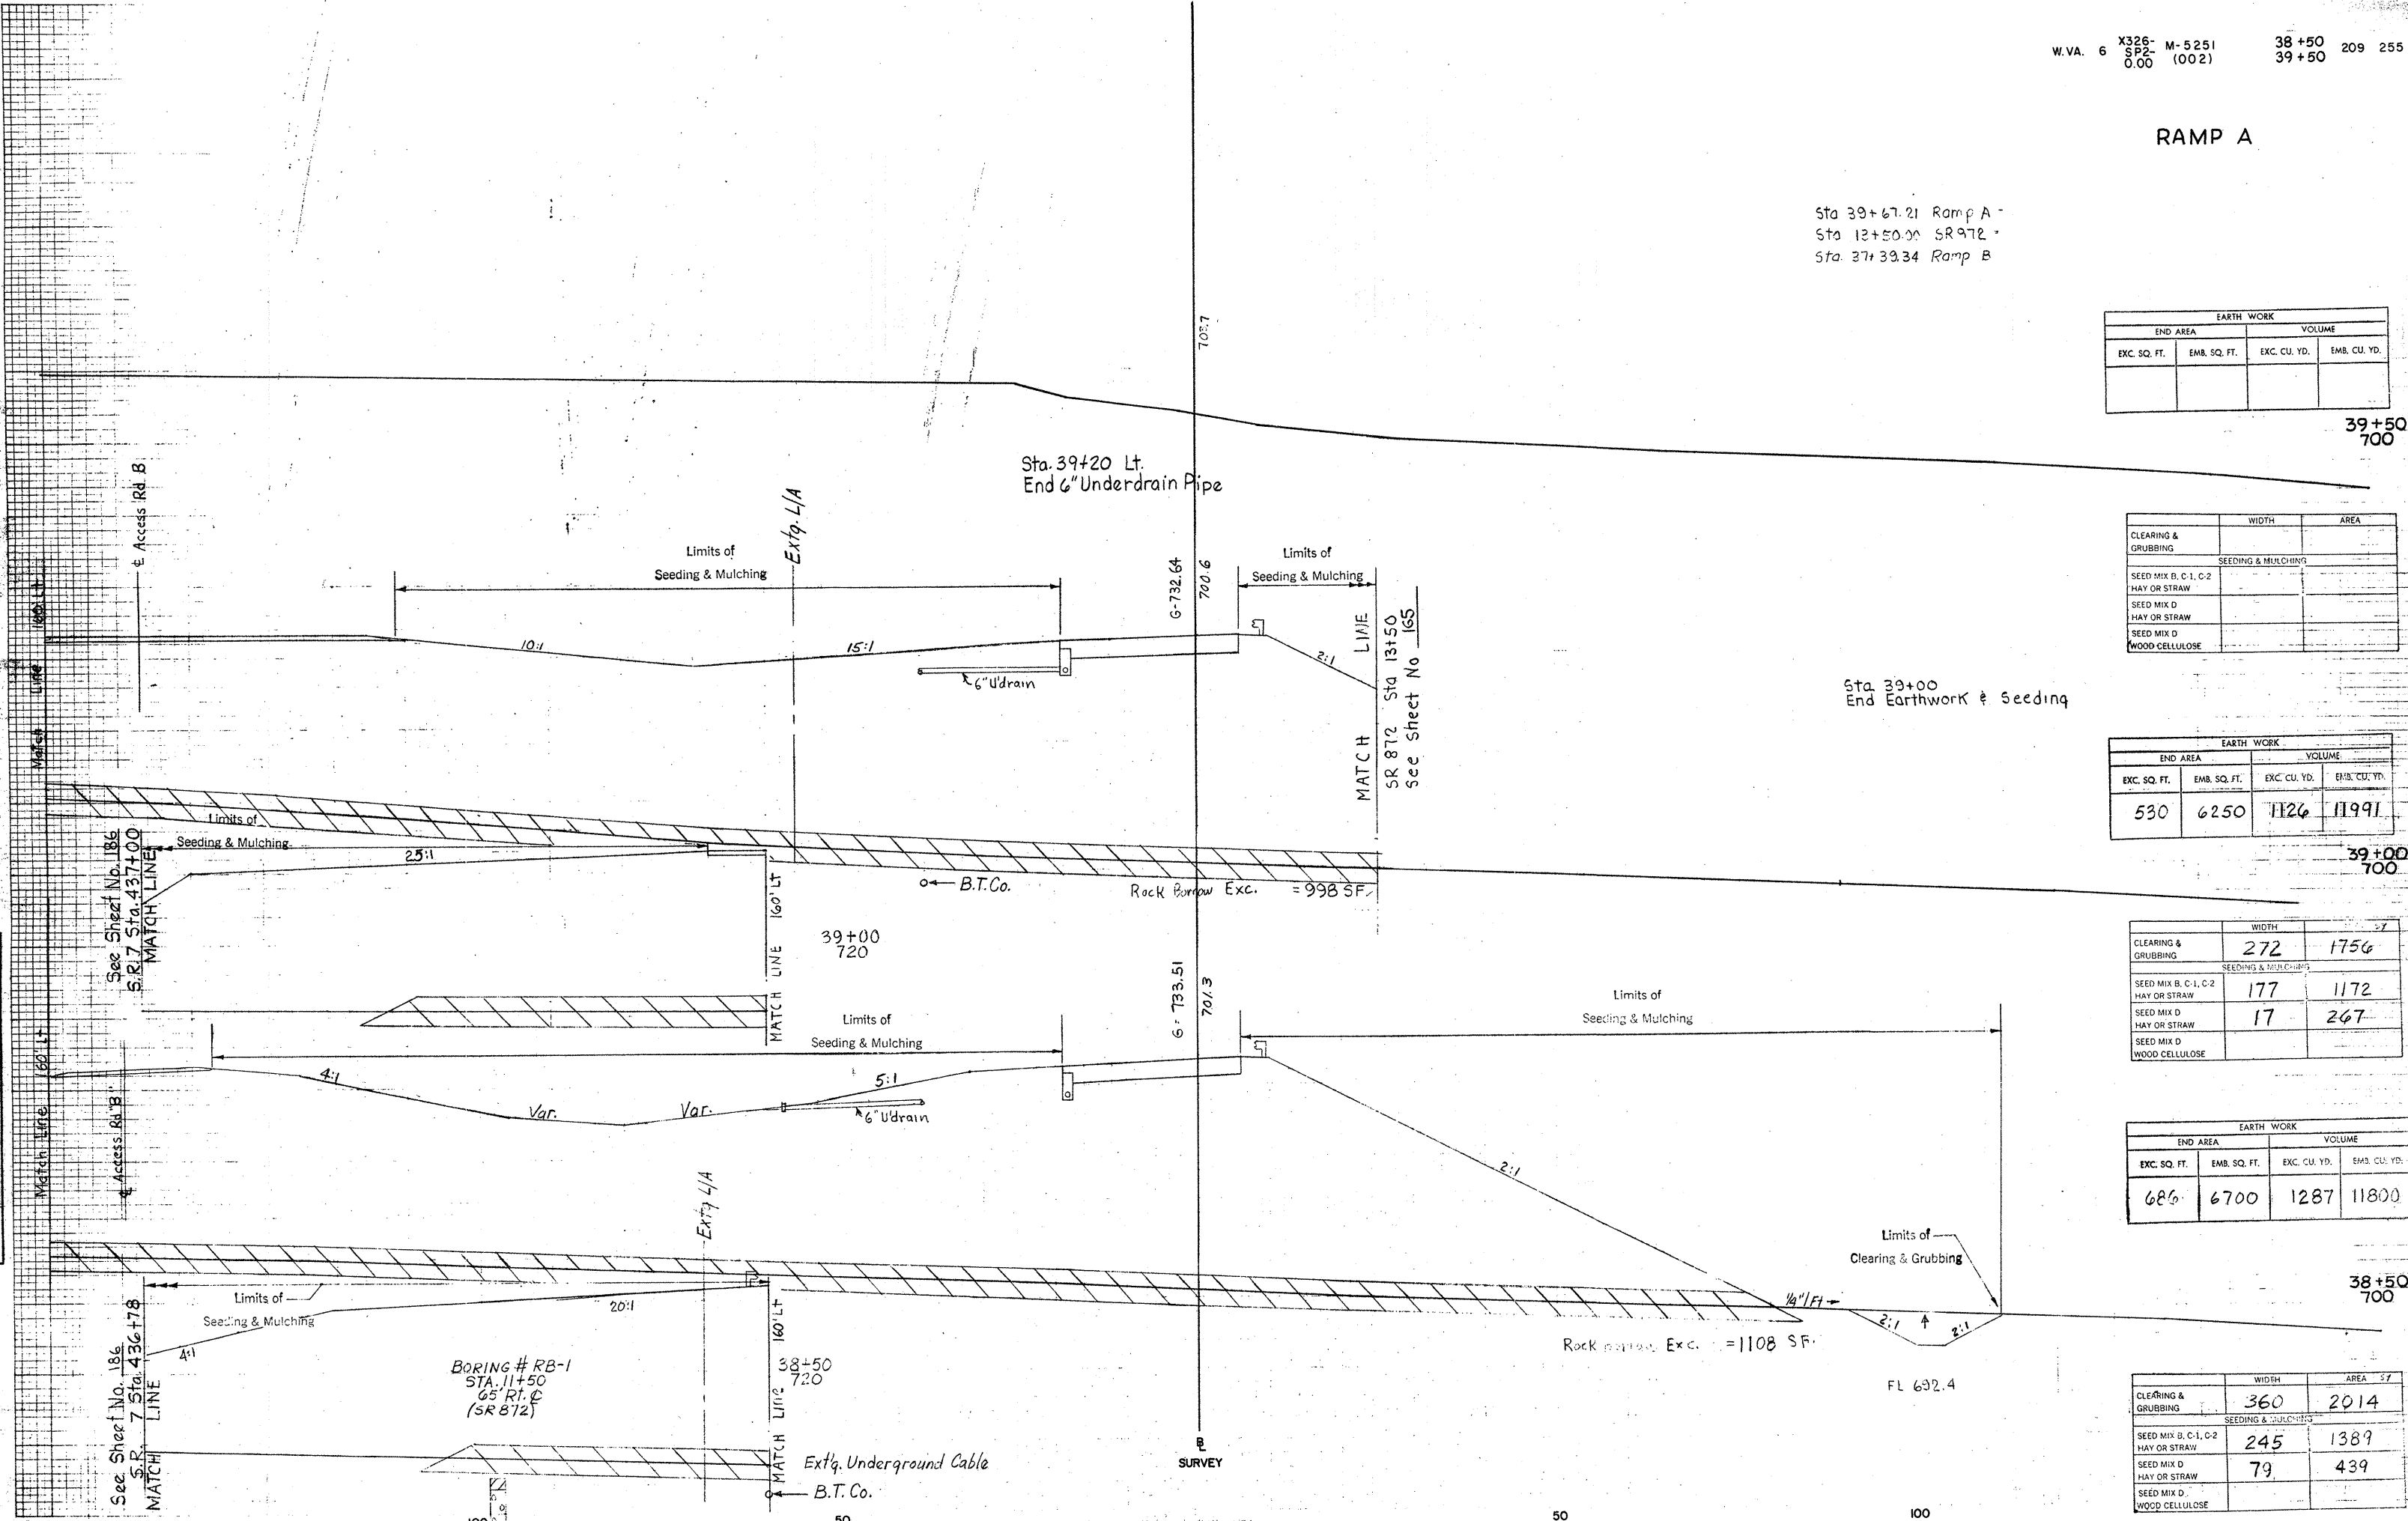 W.VA. 6 X326- SP2- 0.00 M-5251 (002) 38+50 39+50 209 255
RAMP A
Sta 39+67.21 Ramp A =
Sta 13+50.00 SR 972 =
Sta. 37+39.34 Ramp B
EARTH WORK
END AREA VOLUME
EXC. SQ. FT. EMB. SQ. FT. EXC. CU. YD. EMB. CU. YD.
39+50
700
Sta. 39+20 Lt.
End 6" Underdrain Pipe
℄ Access Rd. B
Extg. L/A
Limits of
Seeding & Mulching
G-732.64
700.6
Limits of
Seeding & Mulching
WIDTH AREA
CLEARING &
GRUBBING
SEEDING & MULCHING
SEED MIX B, C-1, C-2
HAY OR STRAW
SEED MIX D
HAY OR STRAW
SEED MIX D
WOOD CELLULOSE
Match Line 160' Lt.
10:1
15:1
6" U'drain
2:1
MATCH LINE
SR 872 Sta 13+50
See Sheet No 165
Sta 39+00
End Earthwork & Seeding
EARTH WORK
END AREA VOLUME
EXC. SQ. FT. EMB. SQ. FT. EXC. CU. YD. EMB. CU. YD.
530 6250 1126 11991
39+00
700
Limits of
Seeding & Mulching
25:1
See Sheet No. 186
S.R. 7 Sta. 437+00
MATCH LINE
B.T.Co.
Rock Borrow Exc. = 998 SF.
MATCH LINE 160' Lt
39+00
720
WIDTH
CLEARING &
GRUBBING 272 1756
SEEDING & MULCHING
SEED MIX B, C-1, C-2
HAY OR STRAW 177 1172
SEED MIX D
HAY OR STRAW 17 267
SEED MIX D
WOOD CELLULOSE
G= 733.51
701.3
Limits of
Seeding & Mulching
Limits of
Seeding & Mulching
Match Line 160' Lt
℄ Access Rd "B"
4:1
Var.
Var.
5:1
6" U'drain
2:1
Extg L/A
EARTH WORK
END AREA VOLUME
EXC. SQ. FT. EMB. SQ. FT. EXC. CU. YD. EMB. CU. YD.
686 6700 1287 11800
Limits of
Clearing & Grubbing
38+50
700
Limits of
Seeding & Mulching
20:1
4:1
1/4"/Ft
2:1
2:1
Rock Exc. = 1108 SF.
FL 692.4
See Sheet No. 186
S.R. 7 Sta. 436+78
MATCH LINE
BORING # RB-1
STA. 11+50
65' Rt. ℄
(SR 872)
MATCH LINE 160' Lt
38+50
720
Ext'g. Underground Cable
B.T. Co.
℄
SURVEY
WIDTH AREA SY
CLEARING &
GRUBBING 360 2014
SEEDING & MULCHING
SEED MIX B, C-1, C-2
HAY OR STRAW 245 1389
SEED MIX D
HAY OR STRAW 79 439
SEED MIX D
WOOD CELLULOSE
50 50 100